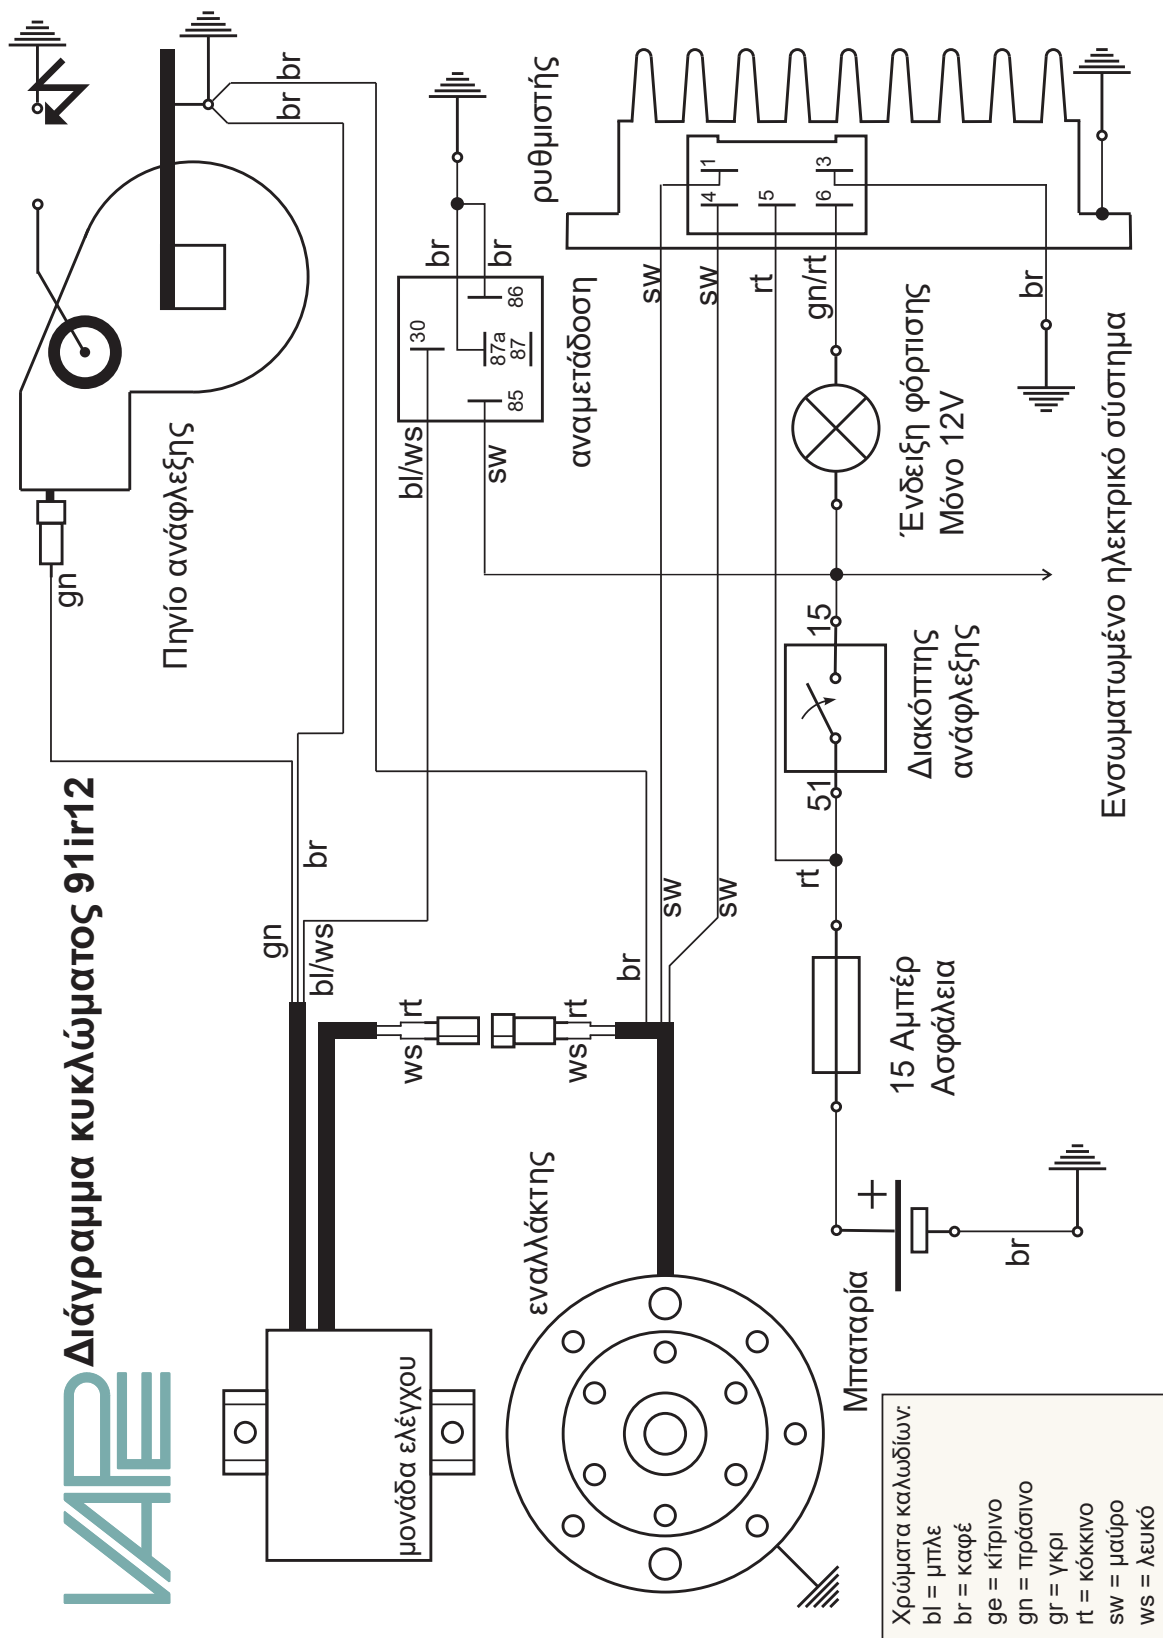 VAPE
Διάγραμμα κυκλώματος 91ir12
br
br
gn
Πηνίο ανάφλεξης
gn
br
bl/ws
br
br
30
86
87a
87
85
bl/ws
sw
αναμετάδοση
ρυθμιστής
1
4
5
3
6
sw
sw
rt
gn/rt
br
Ένδειξη φόρτισης
Μόνο 12V
15
51
Διακόπτης
ανάφλεξης
Ενσωματωμένο ηλεκτρικό σύστημα
rt
sw
sw
br
rt
ws
rt
ws
15 Αμπέρ
Ασφάλεια
εναλλάκτης
μονάδα ελέγχου
+
Μπαταρία
br
Χρώματα καλωδίων:
bl = μπλε
br = καφέ
ge = κίτρινο
gn = πράσινο
gr = γκρι
rt = κόκκινο
sw = μαύρο
ws = λευκό